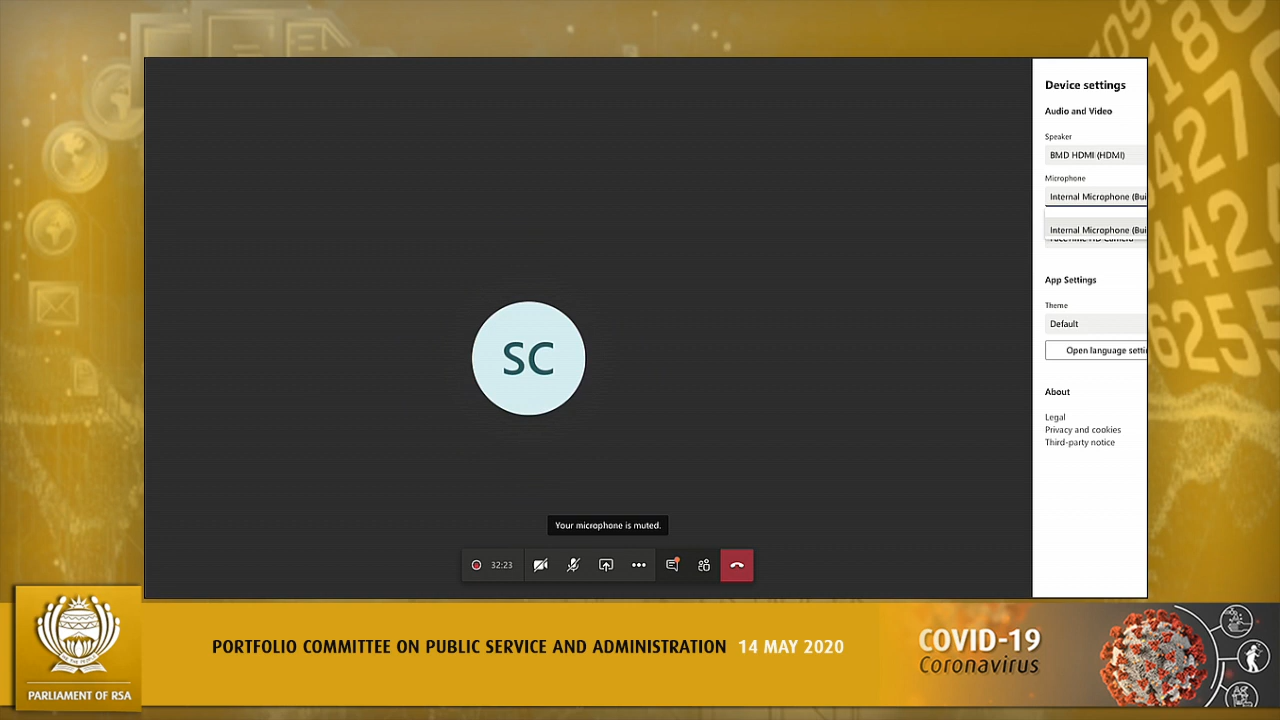 Device settings
Audio and Video
Speaker
BMD HDMI (HDMI)
Microphone
Internal Microphone (Bui
Internal Microphone (Bui
App Settings
Theme
Default
Open language settin
About
Legal
Privacy and cookies
Third-party notice
SC
Your microphone is muted.
32:23
PORTFOLIO COMMITTEE ON PUBLIC SERVICE AND ADMINISTRATION 14 MAY 2020
COVID-19
Coronavirus
PARLIAMENT OF RSA